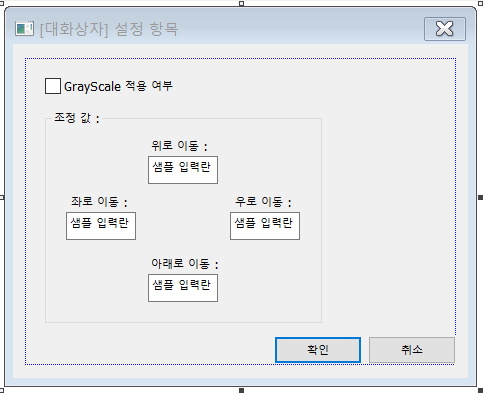 [대화상자] 설정 항목
GrayScale 적용 여부
조정 값 :
위로 이동 :
샘플 입력란
좌로 이동 : 우로 이동 :
샘플 입력란 샘플 입력란
아래로 이동 :
샘플 입력란
확인 취소